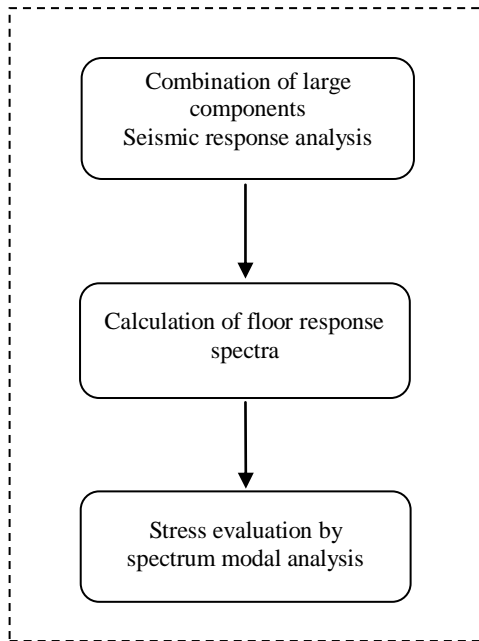 Combination of large
components
Seismic response analysis
Calculation of floor response
spectra
Stress evaluation by
spectrum modal analysis